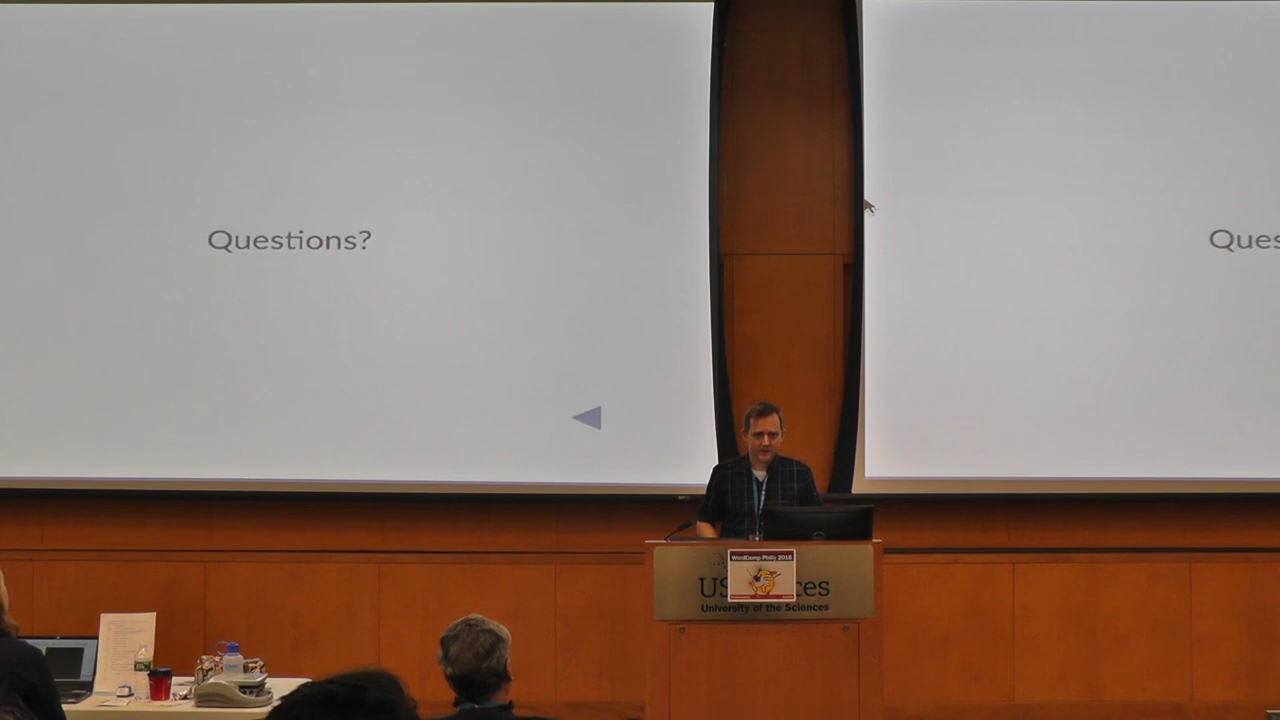 Questions?
Ques
WordCamp Philly 2016
US
ces
University of the Sciences